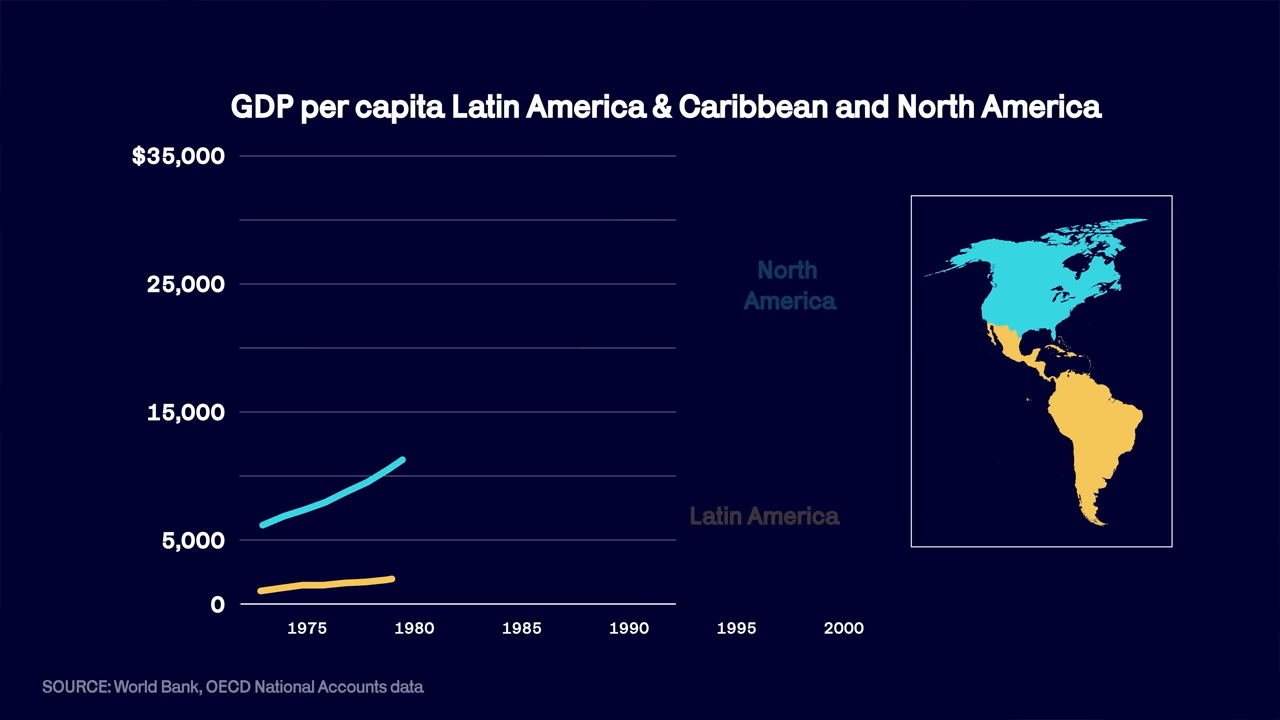 GDP per capita Latin America & Caribbean and North America
$35,000
25,000
15,000
5,000
0
North
America
Latin America
1975 1980 1985 1990 1995 2000
SOURCE: World Bank, OECD National Accounts data